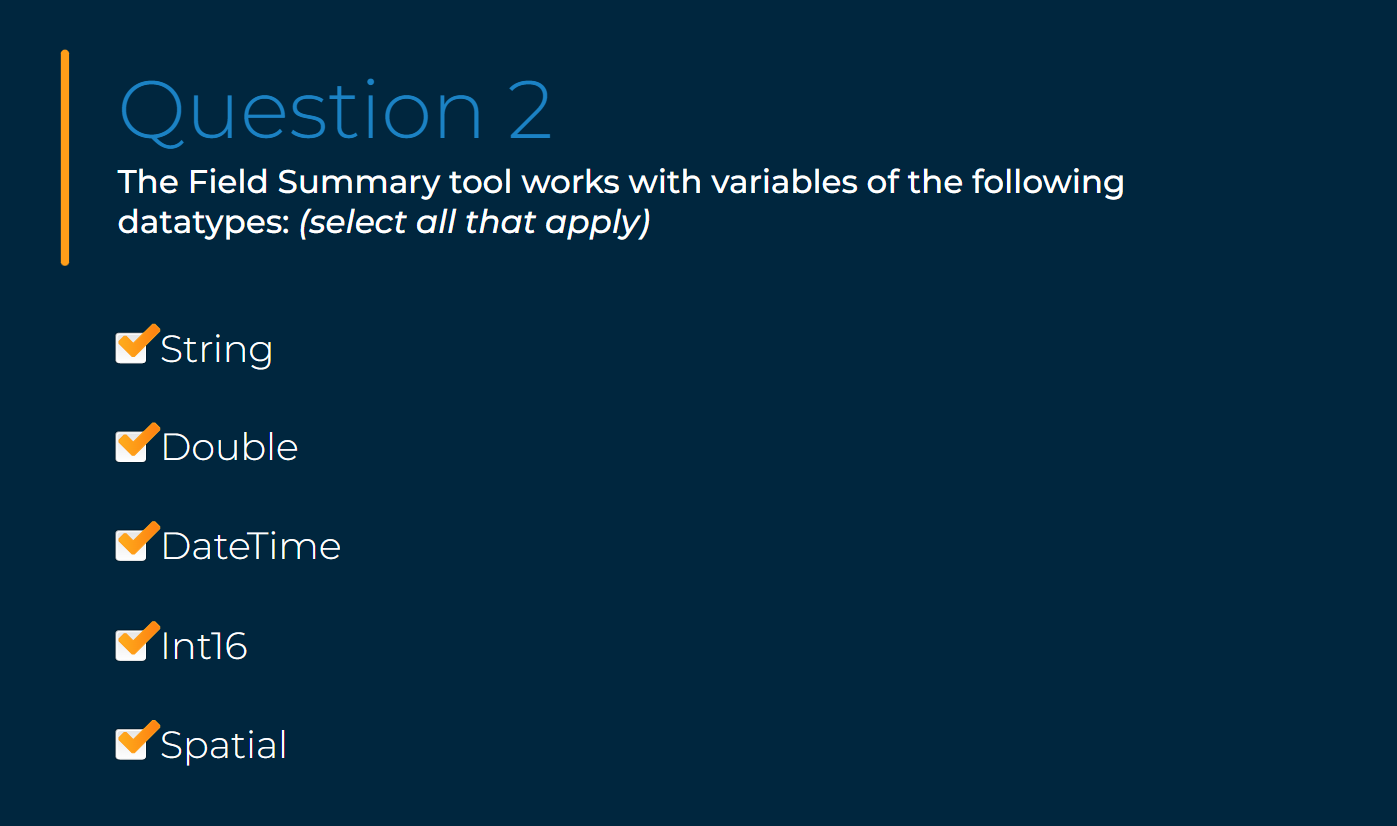 Question 2
The Field Summary tool works with variables of the following
datatypes: (select all that apply)
String
Double
DateTime
Int16
Spatial